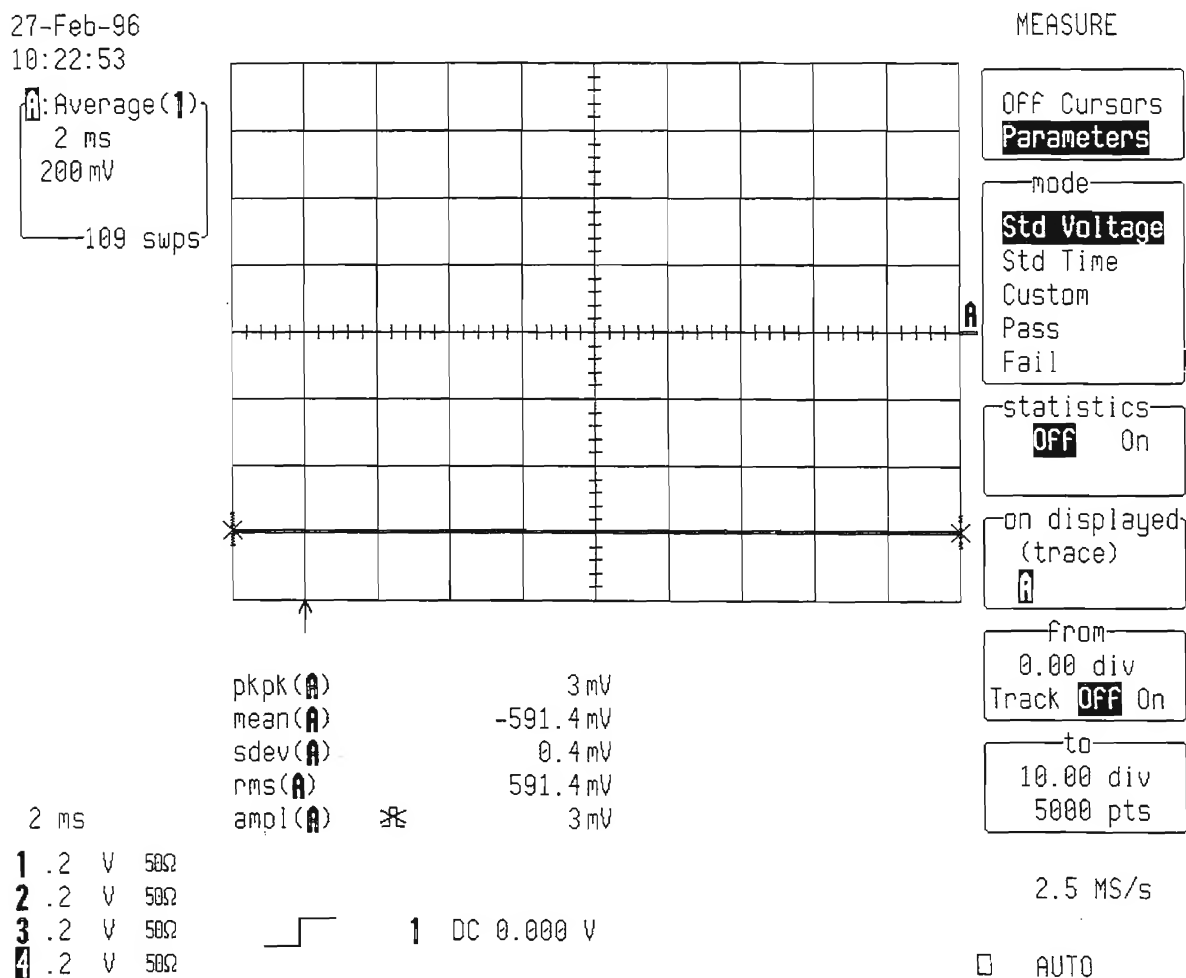 27-Feb-96
10:22:53
A:Average(1)
2 ms
200 mV
109 swps
A
MEASURE
Off Cursors
Parameters
mode
Std Voltage
Std Time
Custom
Pass
Fail
statistics
Off On
on displayed
(trace)
A
from
0.00 div
Track Off On
to
10.00 div
5000 pts
pkpk(A) 3 mV
mean(A) -591.4 mV
sdev(A) 0.4 mV
rms(A) 591.4 mV
ampl(A) 3 mV
2 ms
1 .2 V 50Ω
2 .2 V 50Ω
3 .2 V 50Ω
4 .2 V 50Ω
1 DC 0.000 V
2.5 MS/s
AUTO